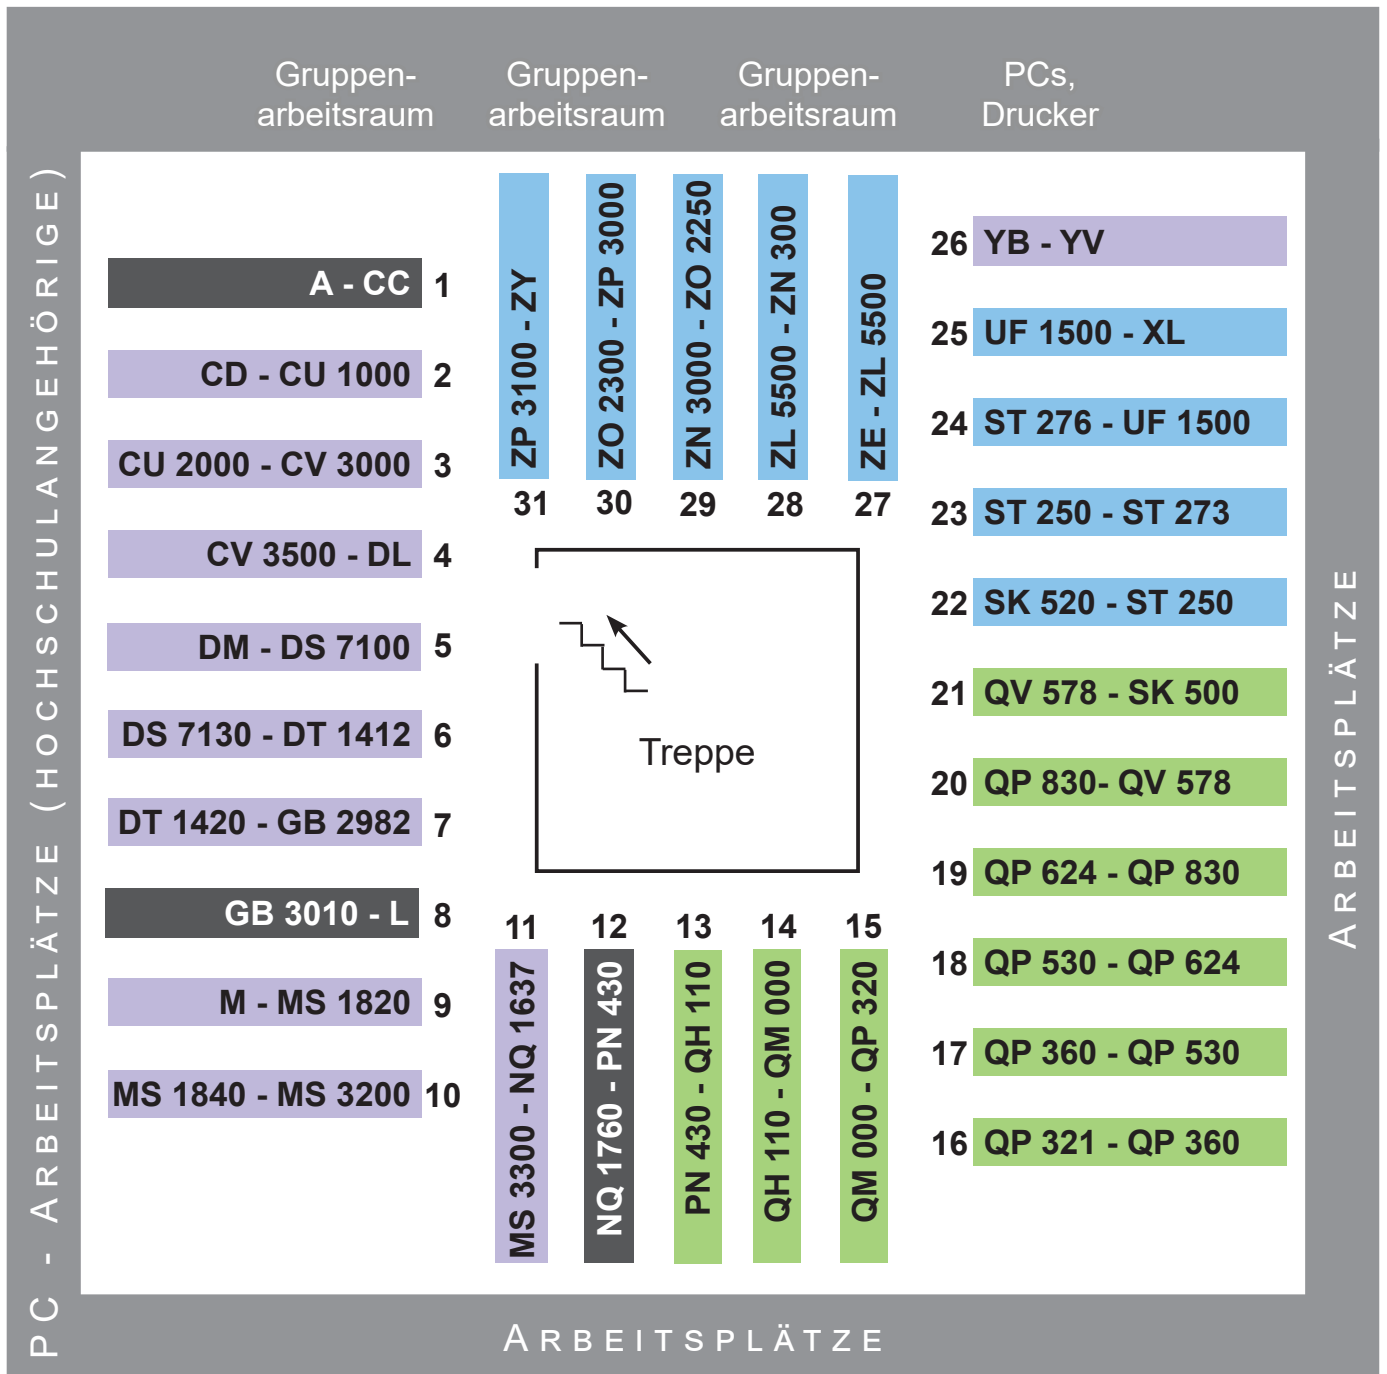 Gruppen-
arbeitsraum
Gruppen-
arbeitsraum
Gruppen-
arbeitsraum
PCs,
Drucker
PC - ARBEITSPLÄTZE (HOCHSCHULANGEHÖRIGE)
A - CC 1
CD - CU 1000 2
CU 2000 - CV 3000 3
CV 3500 - DL 4
DM - DS 7100 5
DS 7130 - DT 1412 6
DT 1420 - GB 2982 7
GB 3010 - L 8
M - MS 1820 9
MS 1840 - MS 3200 10
ZP 3100 - ZY
31
ZO 2300 - ZP 3000
30
ZN 3000 - ZO 2250
29
ZL 5500 - ZN 300
28
ZE - ZL 5500
27
Treppe
11
MS 3300 - NQ 1637
12
NQ 1760 - PN 430
13
PN 430 - QH 110
14
QH 110 - QM 000
15
QM 000 - QP 320
26 YB - YV
25 UF 1500 - XL
24 ST 276 - UF 1500
23 ST 250 - ST 273
22 SK 520 - ST 250
21 QV 578 - SK 500
20 QP 830- QV 578
19 QP 624 - QP 830
18 QP 530 - QP 624
17 QP 360 - QP 530
16 QP 321 - QP 360
ARBEITSPLÄTZE
ARBEITSPLÄTZE